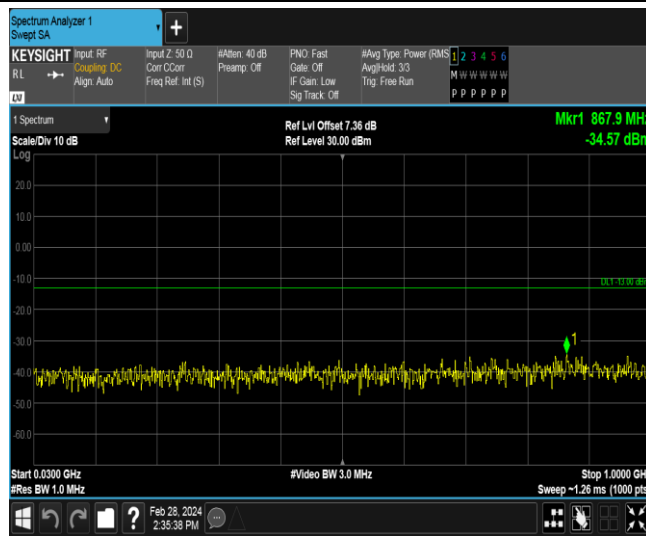 Spectrum Analyzer 1
Swept SA
+
KEYSIGHT
RL
Input: RF
Coupling: DC
Align: Auto
Input Z: 50 Ω
Corr CCorr
Freq Ref: Int (S)
#Atten: 40 dB
Preamp: Off
PNO: Fast
Gate: Off
IF Gain: Low
Sig Track: Off
#Avg Type: Power (RMS
Avg|Hold: 3/3
Trig: Free Run
1 2 3 4 5 6
M W W W W W
P P P P P P
LXI
1 Spectrum
Scale/Div 10 dB
Ref Lvl Offset 7.36 dB
Ref Level 30.00 dBm
Mkr1 867.9 MHz
-34.57 dBm
Log
20.0
10.0
0.00
-10.0
DL1 -13.00 dBm
-20.0
-30.0
1
-40.0
-50.0
-60.0
Start 0.0300 GHz
#Video BW 3.0 MHz
Stop 1.0000 GH
#Res BW 1.0 MHz
Sweep ~1.26 ms (1000 pts
?
Feb 28, 2024
2:35:38 PM